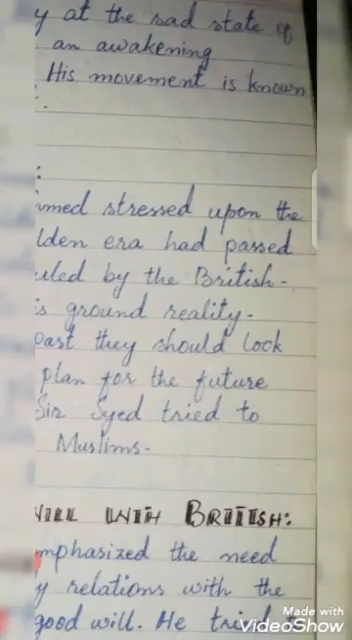 y at the sad state of
an awakening
His movement is known
:
med stressed upon the
lden era had passed
uled by the British-
is ground reality-
past they should look
plan for the future
Sir Syed tried to
Muslims-
WILL WITH BRITISH:
mphasized the need
y relations with the
good will. He tried
Made with
VideoShow